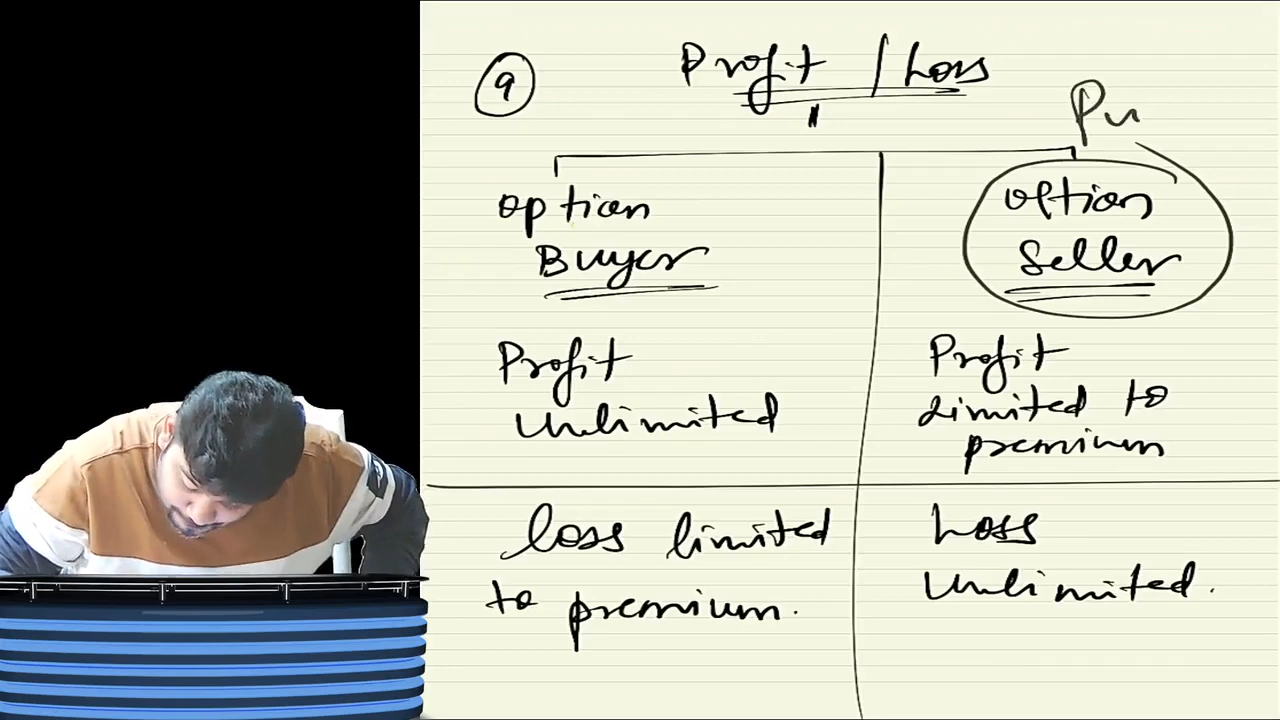 9
Profit / Loss
Pu
option
Buyer
option
Seller
Profit
Unlimited
Profit
Limited to
premium
loss limited
to premium.
Loss
Unlimited.